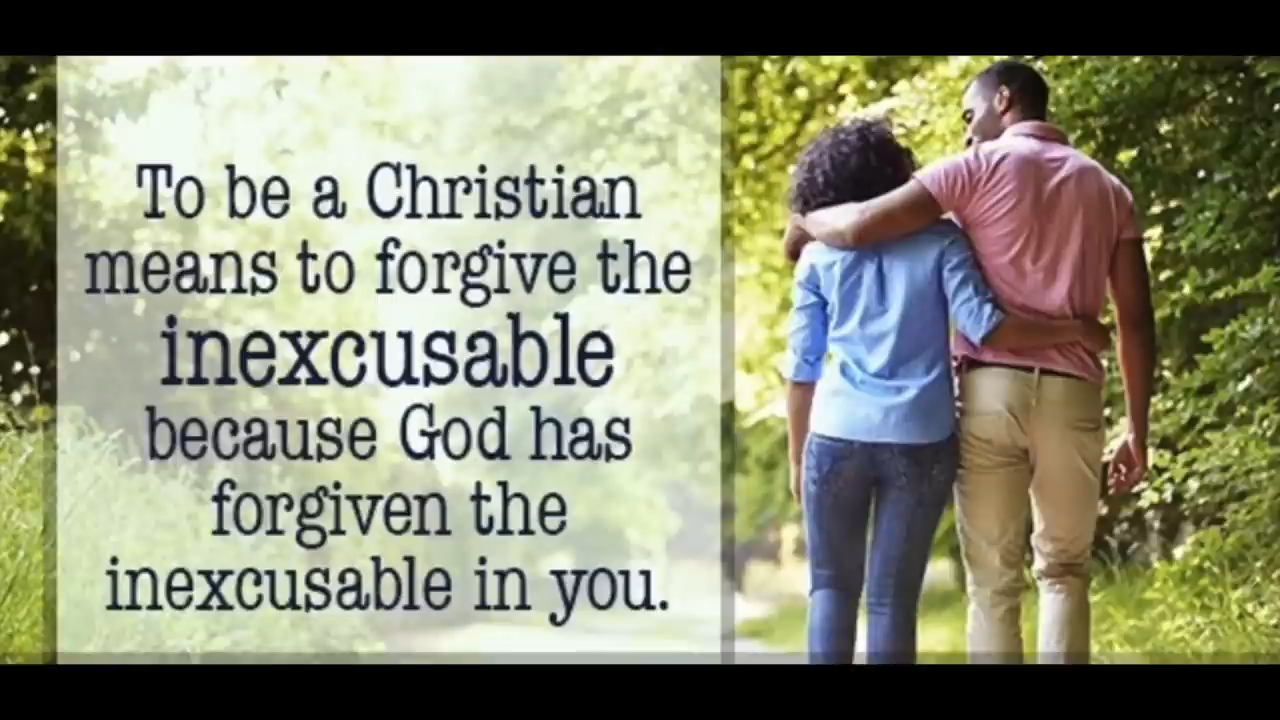 To be a Christian
means to forgive the
inexcusable
because God has
forgiven the
inexcusable in you.